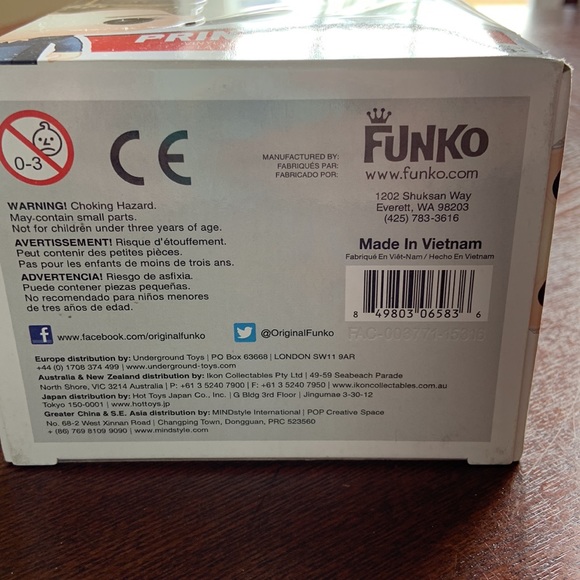 PRIN
0-3
CE
MANUFACTURED BY:
FABRIQUÉS PAR:
FABRICADO POR:
FUNKO
www.funko.com
1202 Shuksan Way
Everett, WA 98203
(425) 783-3616
WARNING! Choking Hazard.
May contain small parts.
Not for children under three years of age.
AVERTISSEMENT! Risque d'étouffement.
Peut contenir des petites pièces.
Pas pour les enfants de moins de trois ans.
ADVERTENCIA! Riesgo de asfixia.
Puede contener piezas pequeñas.
No recomendado para niños menores
de tres años de edad.
Made In Vietnam
Fabriqué En Viêt-Nam / Hecho En Vietnam
8 49803 06583 6
www.facebook.com/originalfunko
@OriginalFunko
Europe distribution by: Underground Toys | PO Box 63668 | LONDON SW11 9AR
+44 (0) 1708 374 499 | www.underground-toys.com
Australia & New Zealand distribution by: Ikon Collectables Pty Ltd | 49-59 Seabeach Parade
North Shore, VIC 3214 Australia | P: +61 3 5240 7900 | F: +61 3 5240 7950 | www.ikoncollectables.com.au
Japan distribution by: Hot Toys Japan Co., Inc. | G Bldg 3rd Floor | Jingumae 3-30-12
Tokyo 150-0001 | www.hottoys.jp
Greater China & S.E. Asia distribution by: MINDstyle International | POP Creative Space
No. 68-2 West Xinnan Road | Changping Town, Dongguan, PRC 523560
+ (86) 769 8109 9090 | www.mindstyle.com